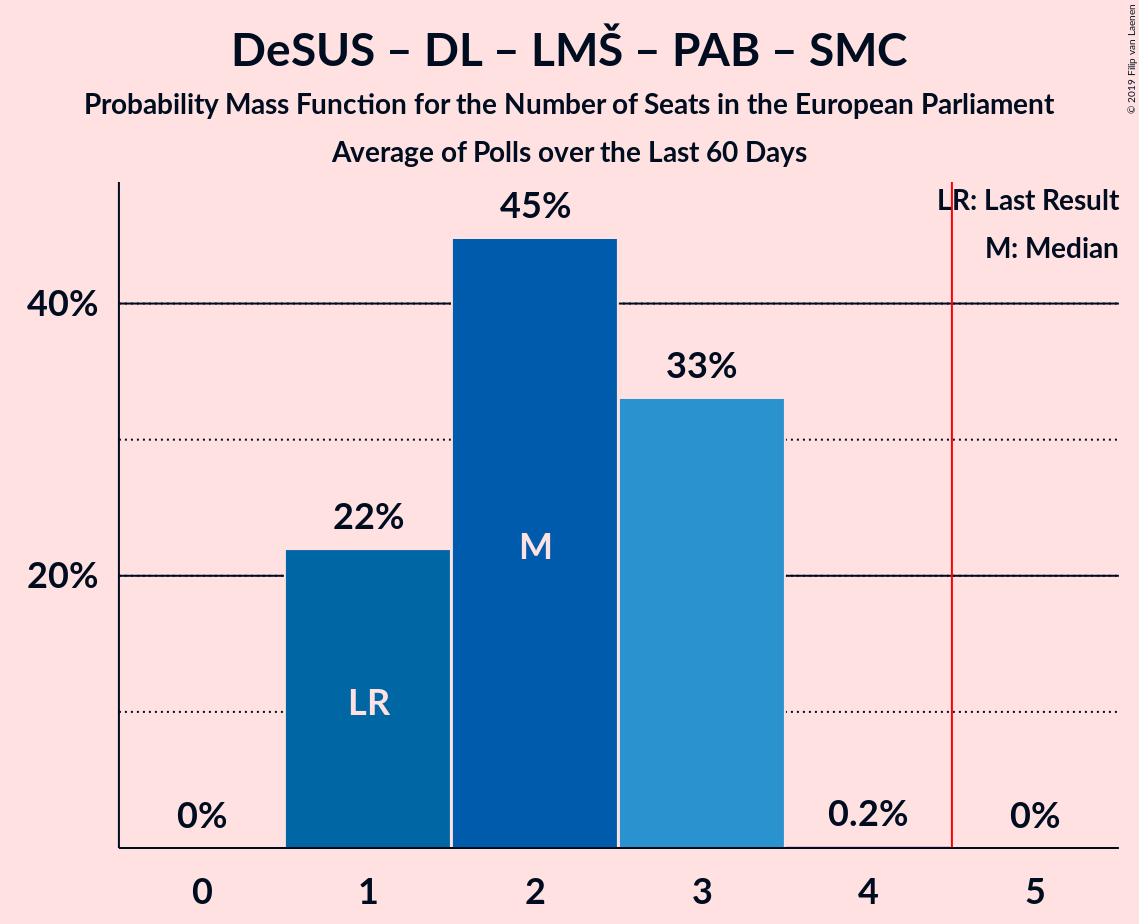 DeSUS – DL – LMŠ – PAB – SMC
Probability Mass Function for the Number of Seats in the European Parliament
Average of Polls over the Last 60 Days
© 2019 Filip van Laenen
LR: Last Result
M: Median
45%
40%
33%
22%
M
20%
LR
0%
0.2%
0%
0
1
2
3
4
5